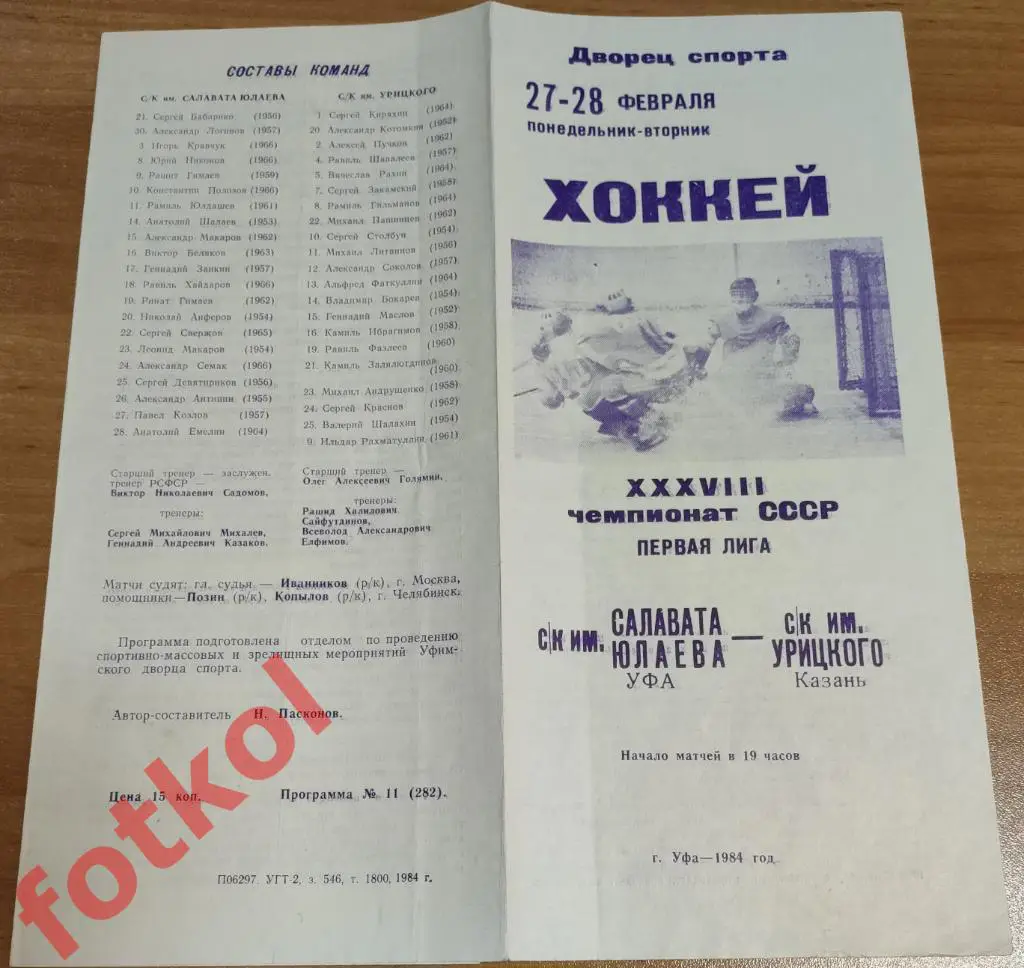 СОСТАВЫ КОМАНД
С/К им. САЛАВАТА ЮЛАЕВА
21. Сергей Бабарико (1956)
30. Александр Логинов (1957)
3 Игорь Кравчук (1966)
8 Юрий Никонов (1966)
9. Рашит Гимаев (1959)
10. Константин Полозов (1966)
11. Рамиль Юлдашев (1961)
14. Анатолий Шалаев (1953)
15. Александр Макаров (1962)
16. Виктор Беляков (1963)
17. Геннадий Заикин (1957)
18. Равиль Хайдаров (1966)
19. Ринат Гимаев (1962)
20. Николай Анферов (1954)
22. Сергей Свержов (1965)
23. Леонид Макаров (1954)
24. Александр Семак (1966)
25. Сергей Девятириков (1956)
26. Александр Антипин (1955)
27. Павел Козлов (1957)
28. Анатолий Емелин (1964)
Старший тренер — заслужен.
тренер РСФСР —
Виктор Николаевич Садомов,
тренеры:
Сергей Михайлович Михалев,
Геннадий Андреевич Казаков.
С/К им. УРИЦКОГО
1 Сергей Киряхин (1964)
20 Александр Котомкин (1952)
2 Алексей Пучков (1962)
4. Равиль Шавалеев (1957)
5. Вячеслав Рахин (1964)
7. Сергей Закамский (1958)
8 Рамиль Гильманов (1964)
22. Михаил Паншинцев (1962)
10. Сергей Столбун (1954)
11. Михаил Литвинов (1956)
12. Александр Соколов (1957)
13. Альфред Фаткуллин (1964)
14. Владимир Бокарев (1954)
15. Геннадий Маслов (1952)
16. Камиль Ибрагимов (1958)
19. Равиль Фазлеев (1960)
21. Камиль Залялютдинов (1960)
23. Михаил Андрущенко (1958)
24. Сергей Краснов (1962)
25. Валерий Шалахин (1954)
9. Ильдар Рахматуллин (1961)
Старший тренер —
Олег Алексеевич Голямин,
тренеры:
Рашид Халилович
Сайфутдинов,
Всеволод Александрович
Елфимов.
Матчи судят: гл. судья — Иванников (р/к), г. Москва,
помощники—Позин (р/к), Копылов (р/к), г. Челябинск.
Программа подготовлена отделом по проведению
спортивно-массовых и зрелищных мероприятий Уфим-
ского дворца спорта.
Автор-составитель Н. Пасконов.
Цена 15 коп. Программа № 11 (282).
П06297. УГТ-2, з. 546, т. 1800, 1984 г.
Дворец спорта
27-28 ФЕВРАЛЯ
ПОНЕДЕЛЬНИК-ВТОРНИК
ХОККЕЙ
XXXVIII
чемпионат СССР
ПЕРВАЯ ЛИГА
С/К ИМ. САЛАВАТА ЮЛАЕВА — С/К ИМ. УРИЦКОГО
УФА Казань
Начало матчей в 19 часов
г. Уфа—1984 год.
fotkol